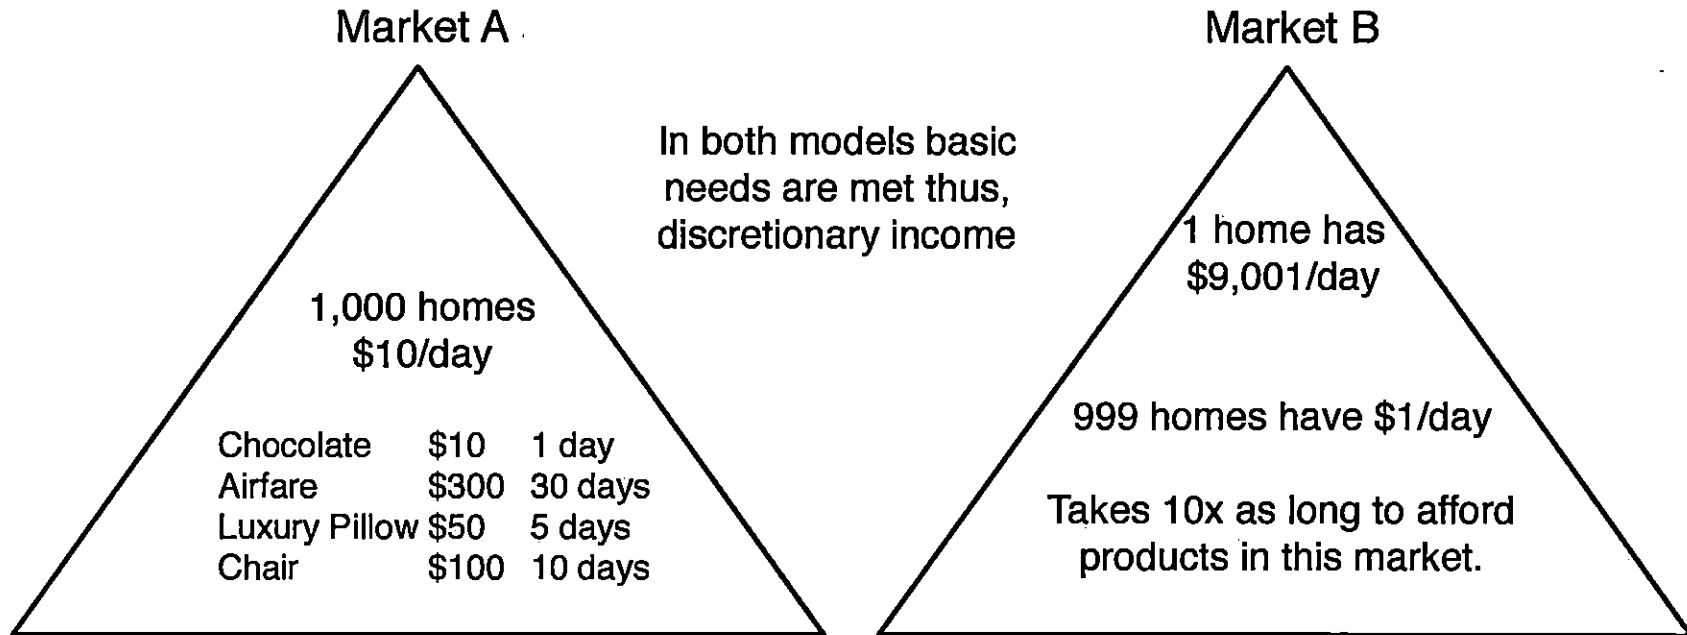 Market A
Market B
In both models basic
needs are met thus,
discretionary income
1,000 homes
$10/day
Chocolate $10 1 day
Airfare $300 30 days
Luxury Pillow $50 5 days
Chair $100 10 days
1 home has
$9,001/day
999 homes have $1/day
Takes 10x as long to afford
products in this market.